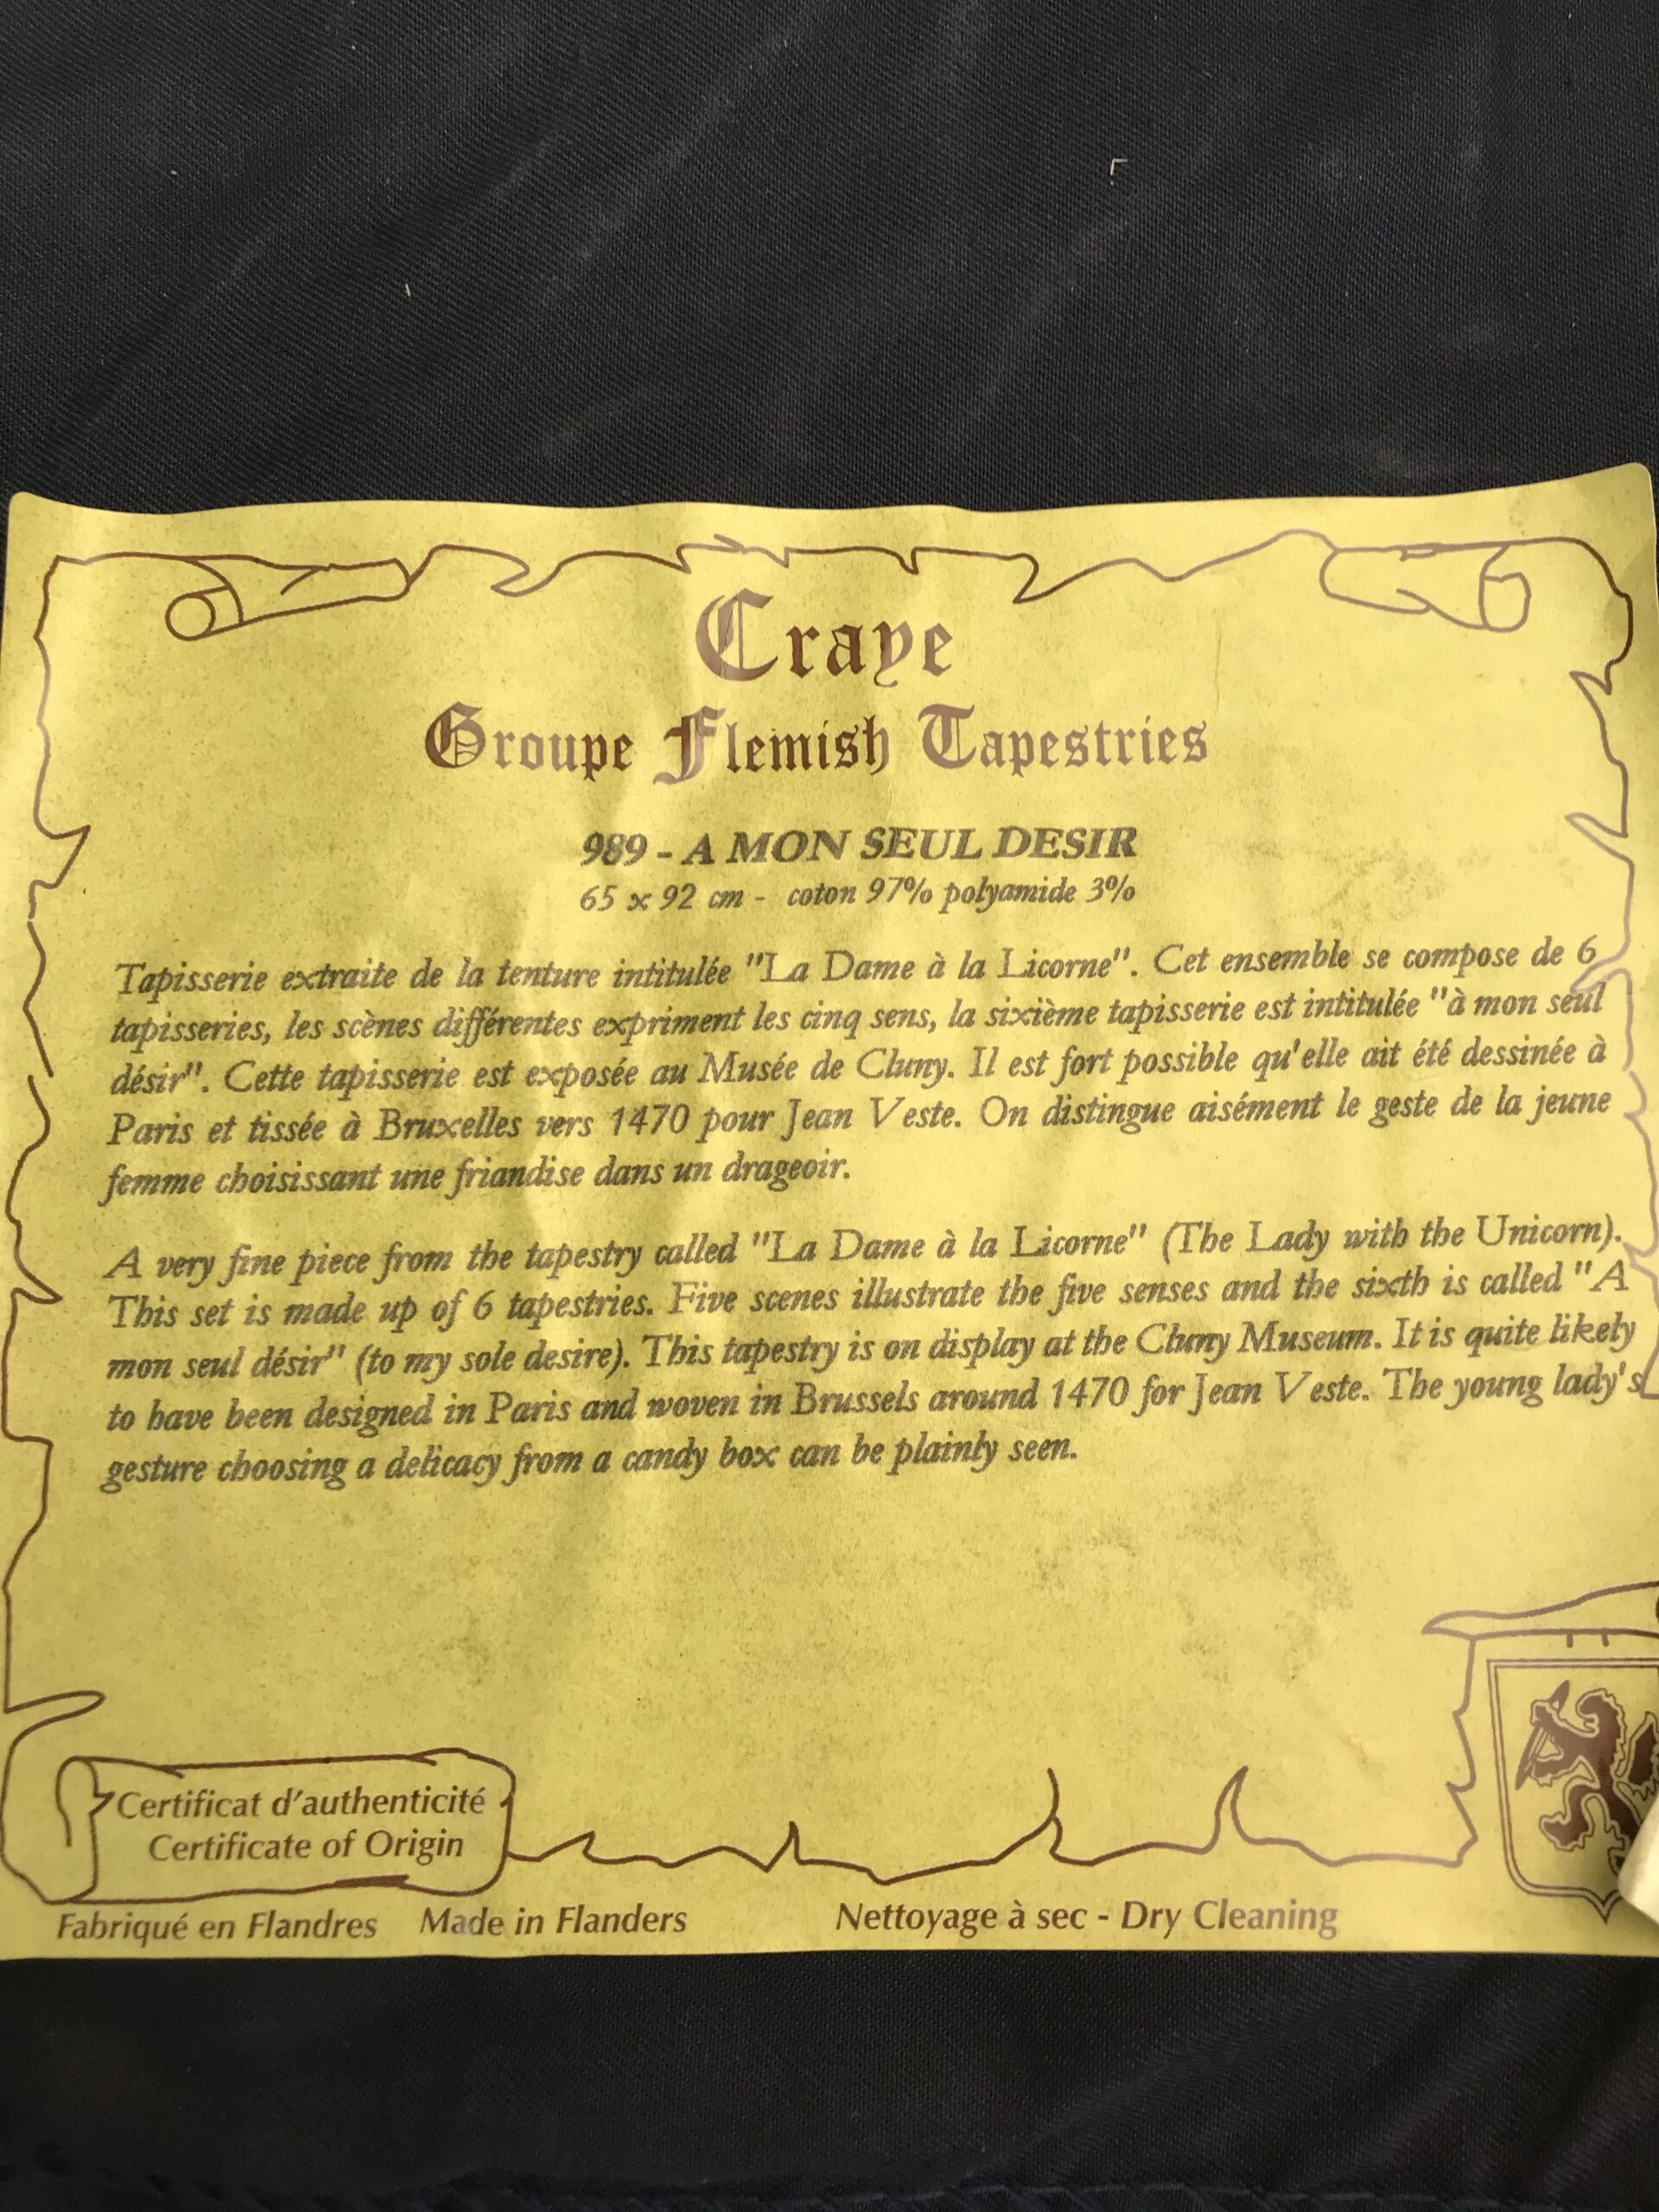 Craye
Groupe Flemish Tapestries
989 - A MON SEUL DESIR
65 x 92 cm - coton 97% polyamide 3%
Tapisserie extraite de la tenture intitulée "La Dame à la Licorne". Cet ensemble se compose de 6
tapisseries, les scènes différentes expriment les cinq sens, la sixième tapisserie est intitulée "à mon seul
désir". Cette tapisserie est exposée au Musée de Cluny. Il est fort possible qu'elle ait été dessinée à
Paris et tissée à Bruxelles vers 1470 pour Jean Veste. On distingue aisément le geste de la jeune
femme choisissant une friandise dans un drageoir.
A very fine piece from the tapestry called "La Dame à la Licorne" (The Lady with the Unicorn).
This set is made up of 6 tapestries. Five scenes illustrate the five senses and the sixth is called "A
mon seul désir" (to my sole desire). This tapestry is on display at the Cluny Museum. It is quite likely
to have been designed in Paris and woven in Brussels around 1470 for Jean Veste. The young lady's
gesture choosing a delicacy from a candy box can be plainly seen.
Certificat d'authenticité
Certificate of Origin
Fabriqué en Flandres Made in Flanders Nettoyage à sec - Dry Cleaning